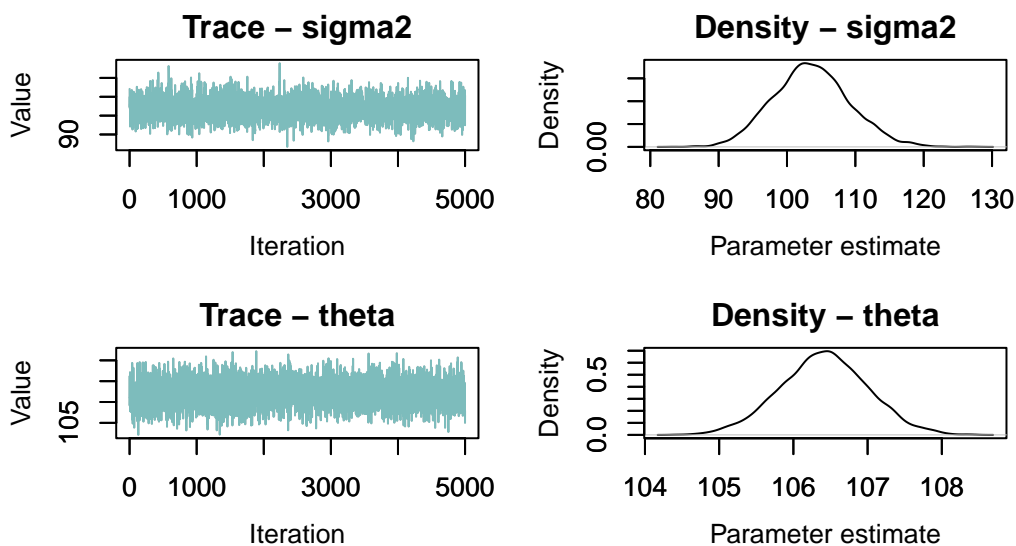 Trace – sigma2
Value
90
0 1000 3000 5000
Iteration
Density – sigma2
Density
0.00
80 90 100 110 120 130
Parameter estimate
Trace – theta
Value
105
0 1000 3000 5000
Iteration
Density – theta
Density
0.0 0.5
104 105 106 107 108
Parameter estimate